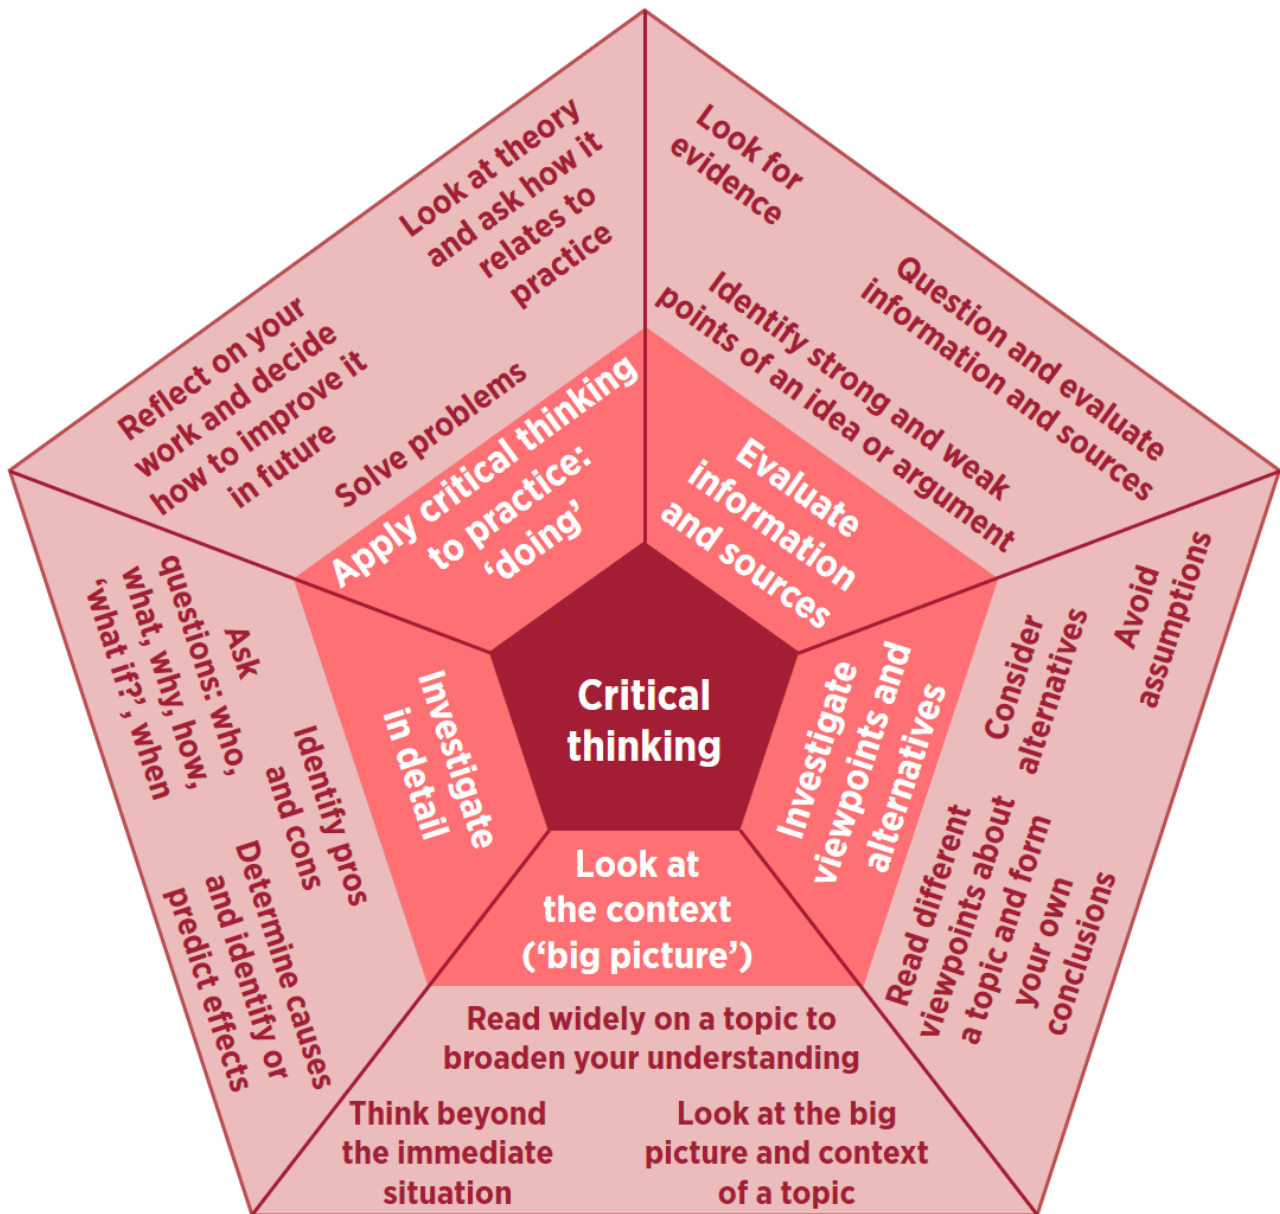 Critical
thinking
Evaluate
information
and sources
Look for
evidence
Question and evaluate
information and sources
Identify strong and weak
points of an idea or argument
Investigate
viewpoints and
alternatives
Avoid
assumptions
Consider
alternatives
Read different
viewpoints about
a topic and form
your own
conclusions
Look at
the context
(‘big picture’)
Read widely on a topic to
broaden your understanding
Think beyond
the immediate
situation
Look at the big
picture and context
of a topic
Investigate
in detail
Ask
questions: who,
what, why, how,
‘what if?’, when
Identify pros
and cons
Determine causes
and identify or
predict effects
Apply critical thinking
to practice:
‘doing’
Look at theory
and ask how it
relates to
practice
Reflect on your
work and decide
how to improve it
in future
Solve problems